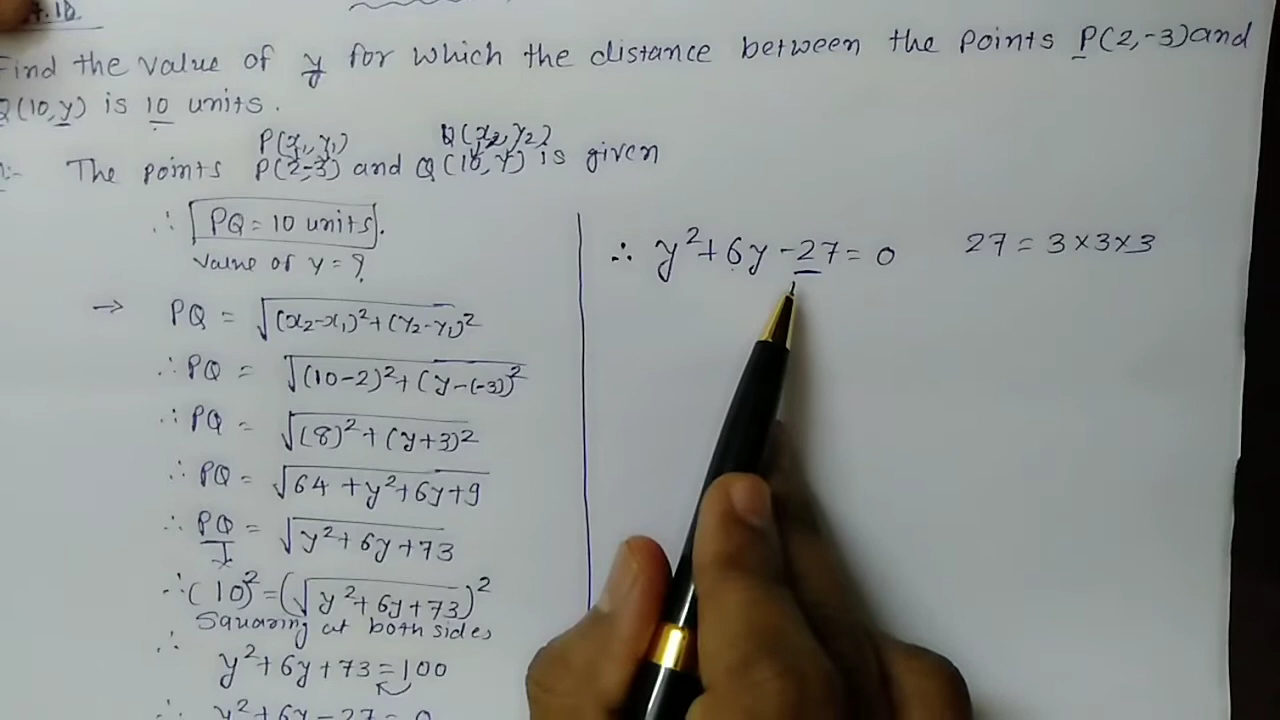 Find the value of y for which the distance between the points P(2,-3) and
Q(10,y) is 10 units.
P(x₁,y₁) Q(x₂,y₂)
:- The points P(2-3) and Q(10,y) is given
∴ PQ = 10 units.
value of y = ?
→ PQ = √(x₂-x₁)²+(y₂-y₁)²
∴ PQ = √(10-2)²+(y-(-3))²
∴ PQ = √(8)²+(y+3)²
∴ PQ = √64+y²+6y+9
∴ PQ = √y²+6y+73
∴ (10)² = (√y²+6y+73)²
Squaring at both sides
∴ y²+6y+73=100
∴ y²+6y-27=0
∴ y²+6y-27=0 27=3×3×3